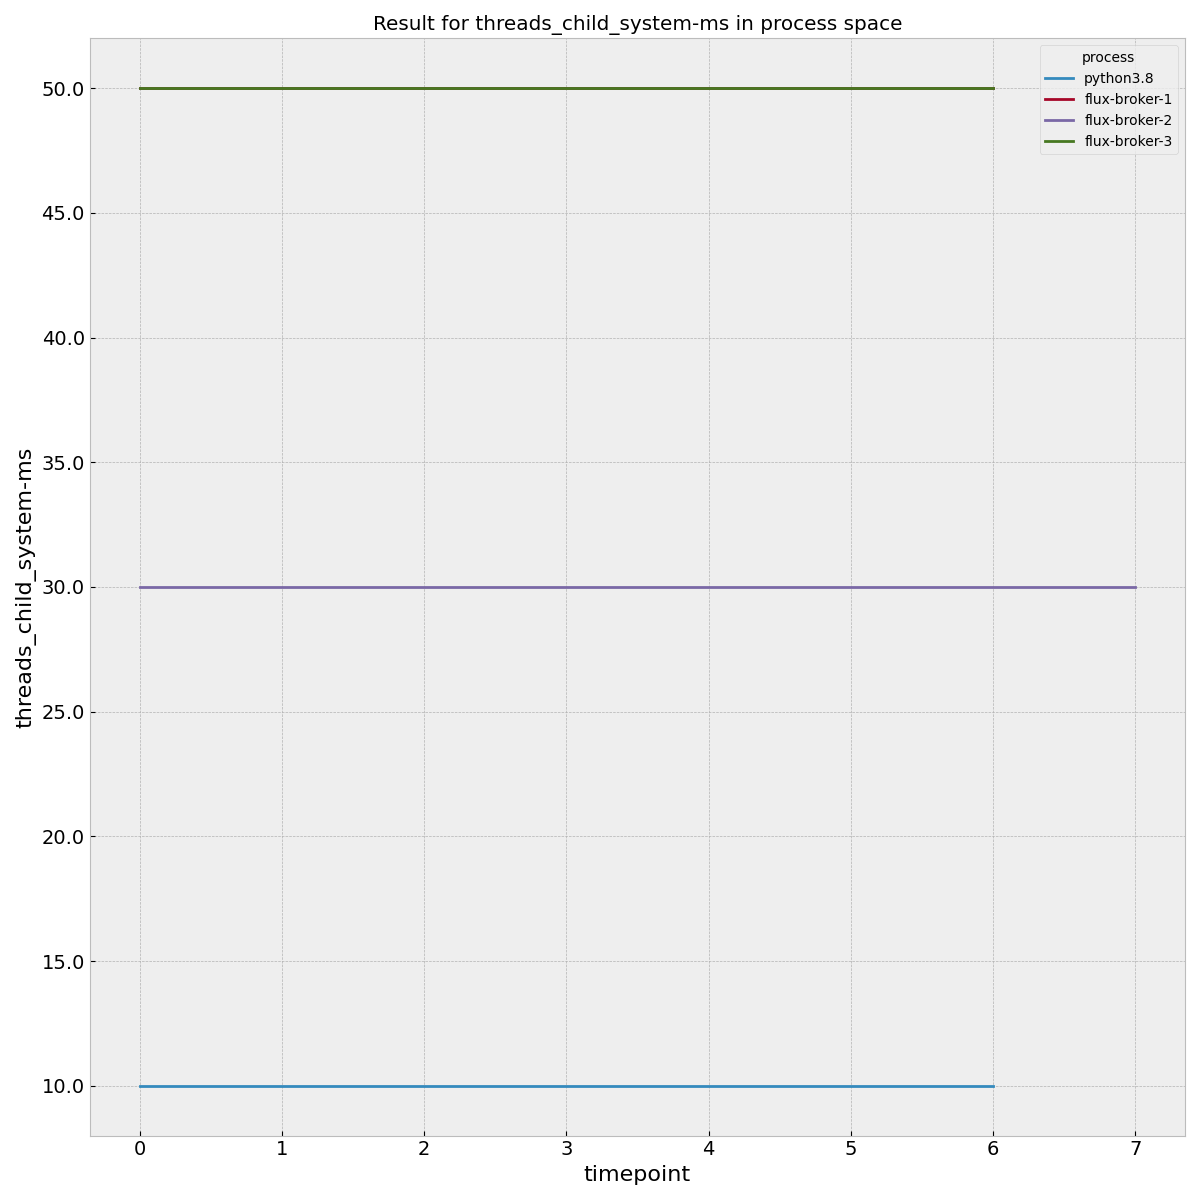 Result for threads_child_system-ms in process space
process
python3.8
flux-broker-1
flux-broker-2
flux-broker-3
threads_child_system-ms
50.0
45.0
40.0
35.0
30.0
25.0
20.0
15.0
10.0
0 1 2 3 4 5 6 7
timepoint